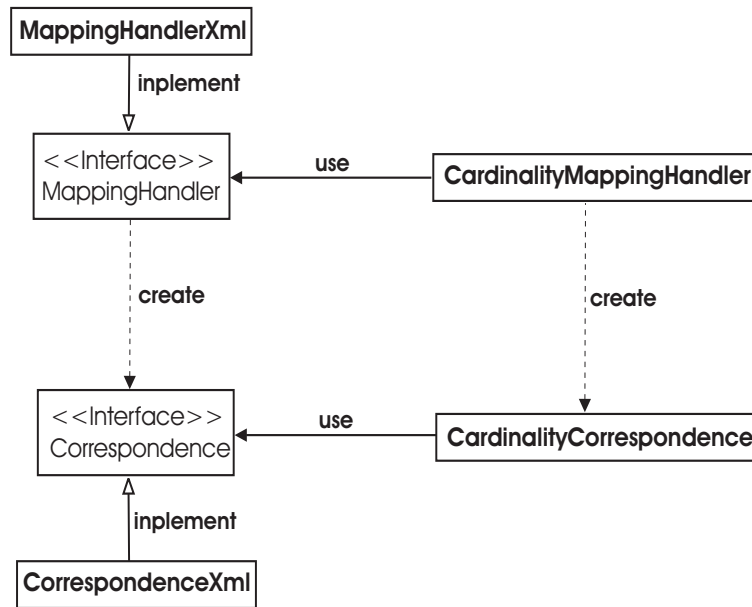 MappingHandlerXml
inplement
<<Interface>>
MappingHandler
use
CardinalityMappingHandler
create
create
<<Interface>>
Correspondence
use
CardinalityCorrespondence
inplement
CorrespondenceXml